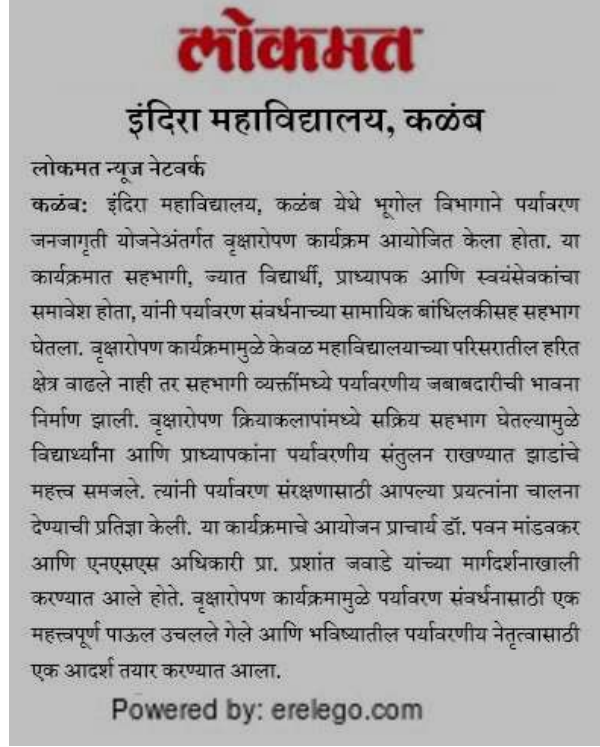 लोकमत
इंदिरा महाविद्यालय, कळंब
लोकमत न्यूज नेटवर्क
कळंब: इंदिरा महाविद्यालय, कळंब येथे भूगोल विभागाने पर्यावरण
जनजागृती योजनेअंतर्गत वृक्षारोपण कार्यक्रम आयोजित केला होता. या
कार्यक्रमात सहभागी, ज्यात विद्यार्थी, प्राध्यापक आणि स्वयंसेवकांचा
समावेश होता, यांनी पर्यावरण संवर्धनाच्या सामायिक बांधिलकीसह सहभाग
घेतला. वृक्षारोपण कार्यक्रमामुळे केवळ महाविद्यालयाच्या परिसरातील हरित
क्षेत्र वाढले नाही तर सहभागी व्यक्तींमध्ये पर्यावरणीय जबाबदारीची भावना
निर्माण झाली. वृक्षारोपण क्रियाकलापांमध्ये सक्रिय सहभाग घेतल्यामुळे
विद्यार्थ्यांना आणि प्राध्यापकांना पर्यावरणीय संतुलन राखण्यात झाडांचे
महत्त्व समजले. त्यांनी पर्यावरण संरक्षणासाठी आपल्या प्रयत्नांना चालना
देण्याची प्रतिज्ञा केली. या कार्यक्रमाचे आयोजन प्राचार्य डॉ. पवन मांडवकर
आणि एनएसएस अधिकारी प्रा. प्रशांत जवादे यांच्या मार्गदर्शनाखाली
करण्यात आले होते. वृक्षारोपण कार्यक्रमामुळे पर्यावरण संवर्धनासाठी एक
महत्त्वपूर्ण पाऊल उचलले गेले आणि भविष्यातील पर्यावरणीय नेतृत्वासाठी
एक आदर्श तयार करण्यात आला.
Powered by: erelego.com